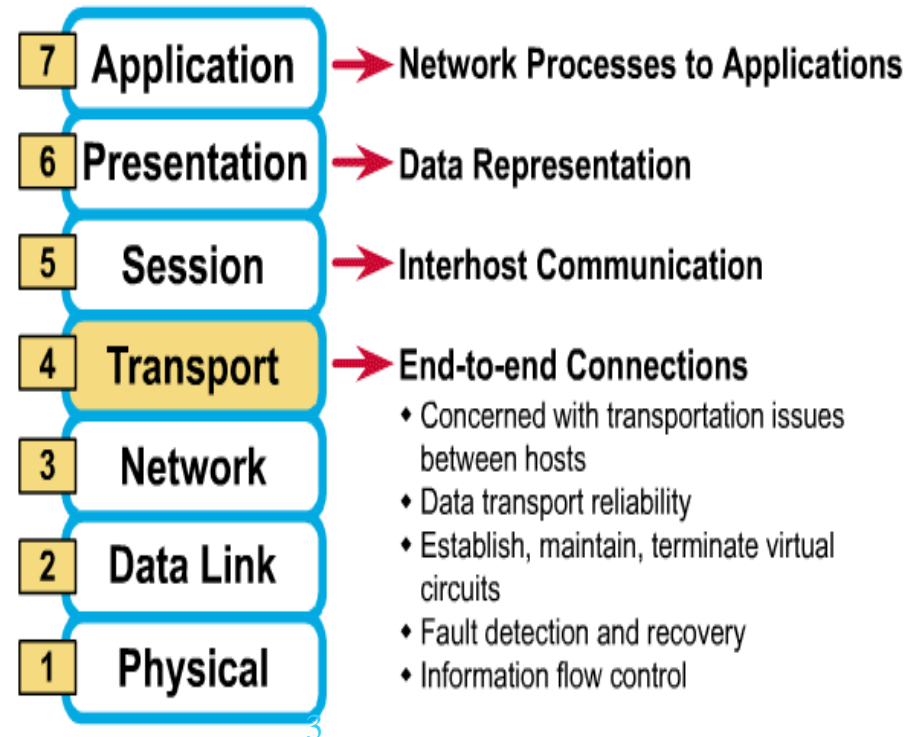 7 Application Network Processes to Applications
6 Presentation Data Representation
5 Session Interhost Communication
4 Transport End-to-end Connections
• Concerned with transportation issues
between hosts
3 Network
• Data transport reliability
• Establish, maintain, terminate virtual
2 Data Link
circuits
• Fault detection and recovery
1 Physical
• Information flow control
3